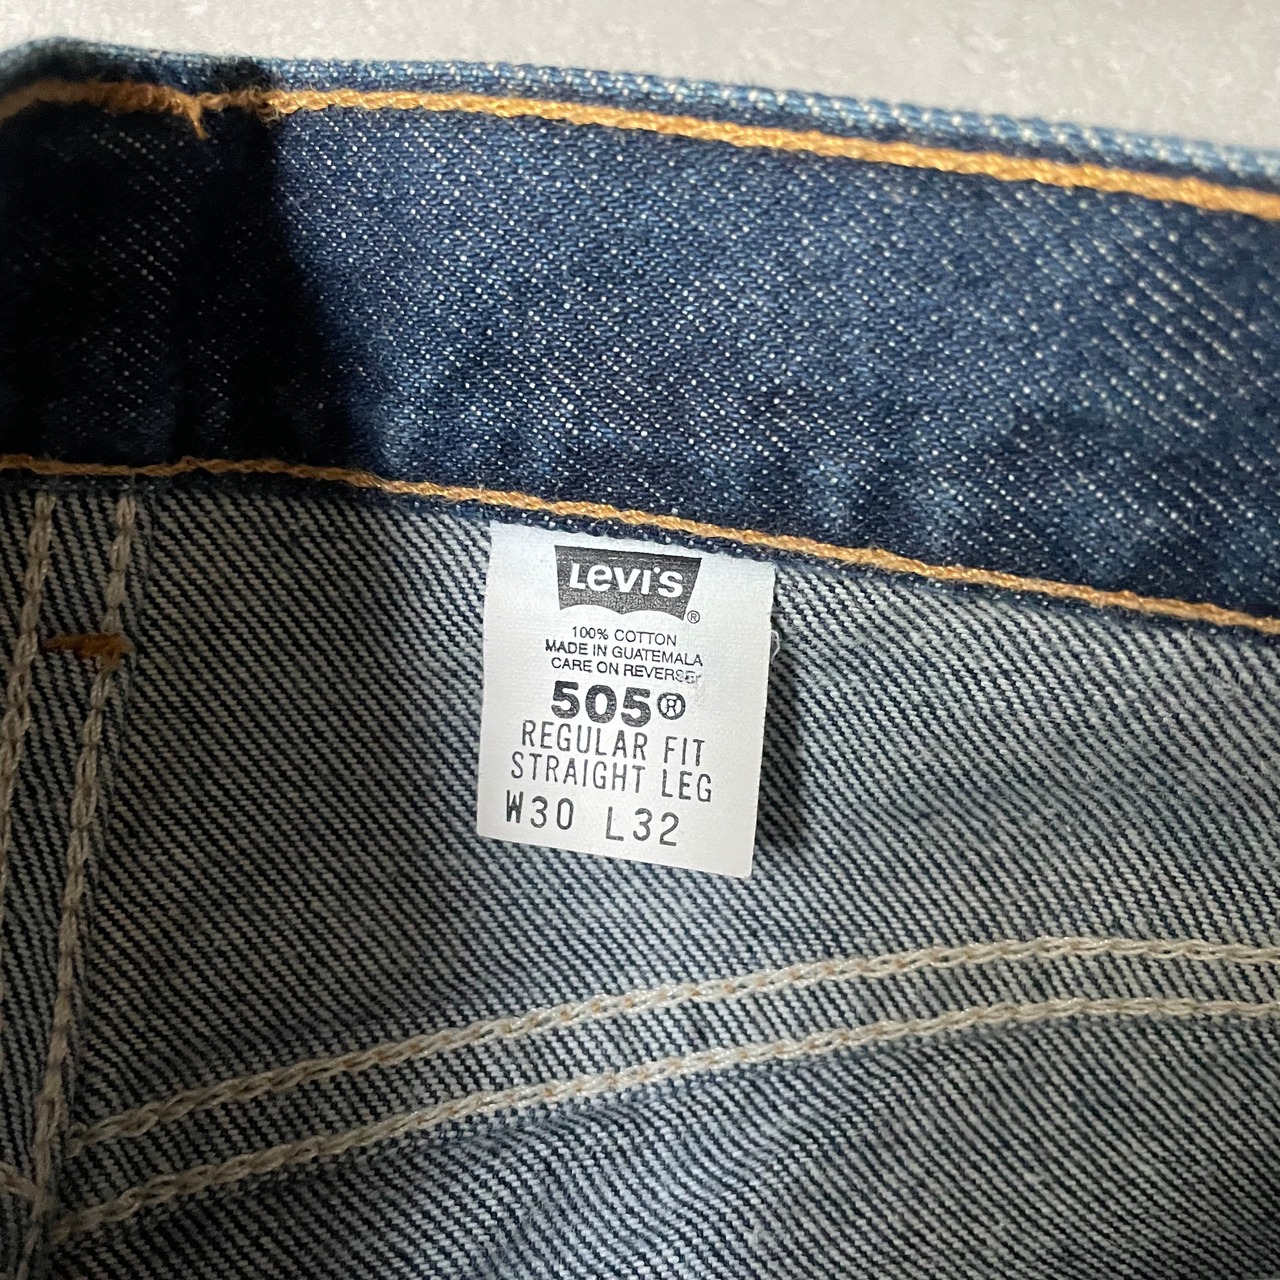 Levi's®
100% COTTON
MADE IN GUATEMALA
CARE ON REVERSE
505®
REGULAR FIT
STRAIGHT LEG
W30 L32